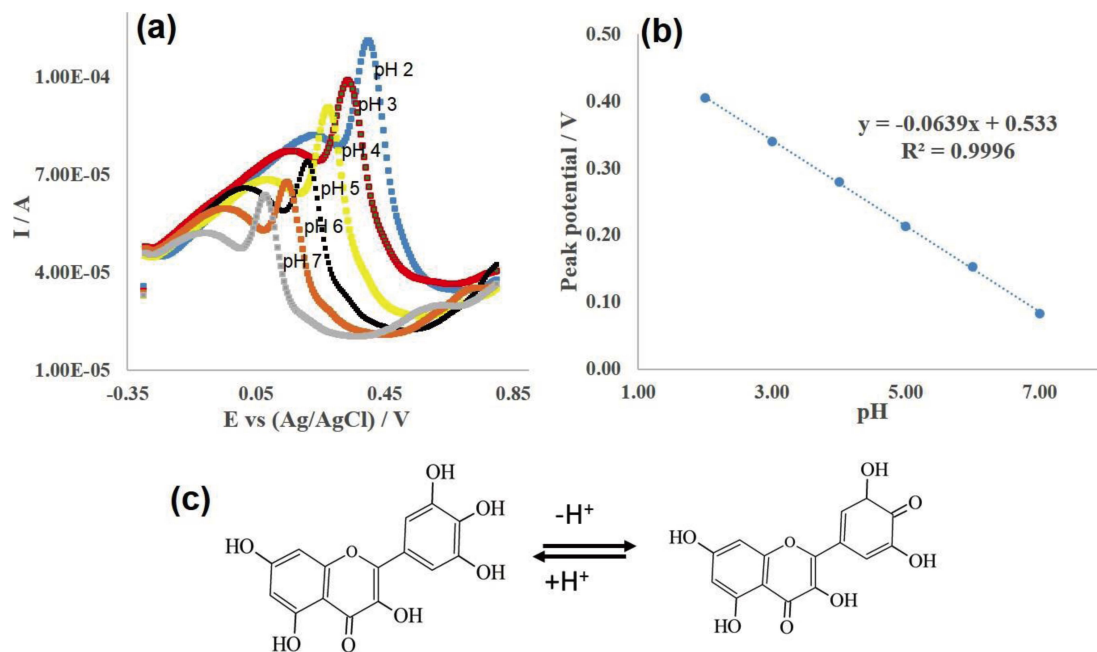 (a)
1.00E-04
7.00E-05
4.00E-05
1.00E-05
I / A
pH 2
pH 3
pH 4
pH 5
pH 6
pH 7
-0.35
0.05
0.45
0.85
E vs (Ag/AgCl) / V
(b)
0.50
0.40
0.30
0.20
0.10
0.00
Peak potential / V
y = -0.0639x + 0.533
R² = 0.9996
1.00
3.00
5.00
7.00
pH
(c)
OH
OH
OH
HO
O
OH
OH
O
-H⁺
+H⁺
OH
O
OH
HO
O
OH
OH
O